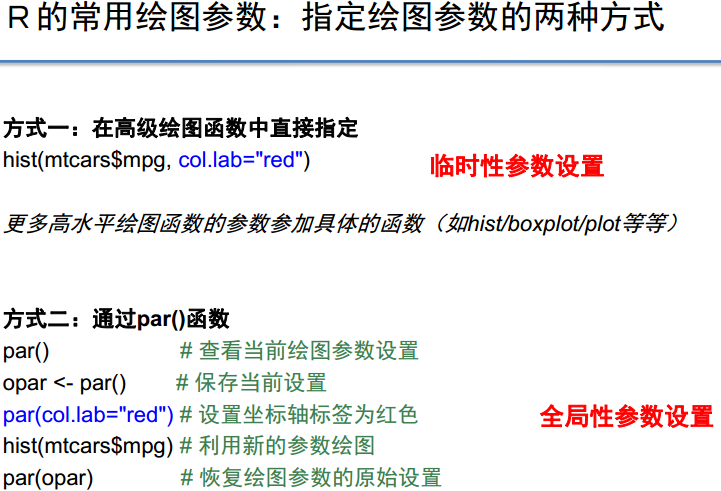 R 的常用绘图参数：指定绘图参数的两种方式
方式一：在高级绘图函数中直接指定
hist(mtcars$mpg, col.lab="red")
临时性参数设置
更多高水平绘图函数的参数参加具体的函数（如hist/boxplot/plot等等）
方式二：通过par()函数
par() # 查看当前绘图参数设置
opar <- par() # 保存当前设置
par(col.lab="red") # 设置坐标轴标签为红色
全局性参数设置
hist(mtcars$mpg) # 利用新的参数绘图
par(opar) # 恢复绘图参数的原始设置